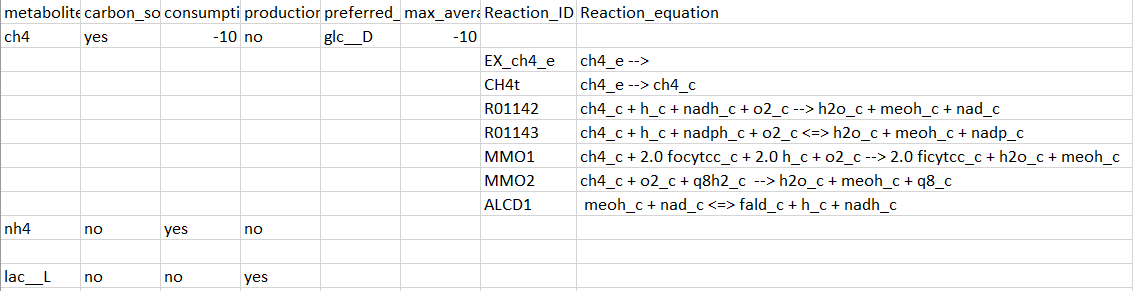 metabolite carbon_so consumpti production preferred_ max_avera Reaction_ID Reaction_equation
ch4 yes -10 no glc__D -10
EX_ch4_e ch4_e -->
CH4t ch4_e --> ch4_c
R01142 ch4_c + h_c + nadh_c + o2_c --> h2o_c + meoh_c + nad_c
R01143 ch4_c + h_c + nadph_c + o2_c <=> h2o_c + meoh_c + nadp_c
MMO1 ch4_c + 2.0 focytcc_c + 2.0 h_c + o2_c --> 2.0 ficytcc_c + h2o_c + meoh_c
MMO2 ch4_c + o2_c + q8h2_c --> h2o_c + meoh_c + q8_c
ALCD1 meoh_c + nad_c <=> fald_c + h_c + nadh_c
nh4 no yes no
lac__L no no yes